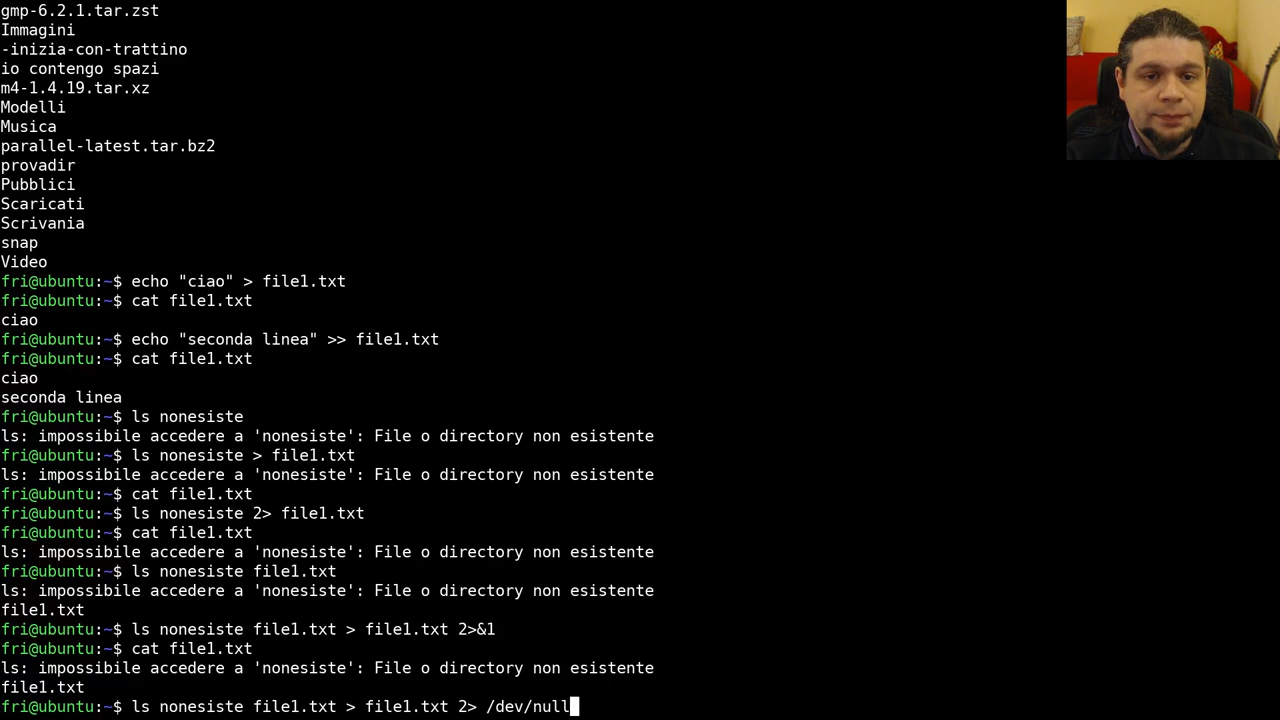 gmp-6.2.1.tar.zst
Immagini
-inizia-con-trattino
io contengo spazi
m4-1.4.19.tar.xz
Modelli
Musica
parallel-latest.tar.bz2
provadir
Pubblici
Scaricati
Scrivania
snap
Video
fri@ubuntu:~$ echo "ciao" > file1.txt
fri@ubuntu:~$ cat file1.txt
ciao
fri@ubuntu:~$ echo "seconda linea" >> file1.txt
fri@ubuntu:~$ cat file1.txt
ciao
seconda linea
fri@ubuntu:~$ ls nonesiste
ls: impossibile accedere a 'nonesiste': File o directory non esistente
fri@ubuntu:~$ ls nonesiste > file1.txt
ls: impossibile accedere a 'nonesiste': File o directory non esistente
fri@ubuntu:~$ cat file1.txt
fri@ubuntu:~$ ls nonesiste 2> file1.txt
fri@ubuntu:~$ cat file1.txt
ls: impossibile accedere a 'nonesiste': File o directory non esistente
fri@ubuntu:~$ ls nonesiste file1.txt
ls: impossibile accedere a 'nonesiste': File o directory non esistente
file1.txt
fri@ubuntu:~$ ls nonesiste file1.txt > file1.txt 2>&1
fri@ubuntu:~$ cat file1.txt
ls: impossibile accedere a 'nonesiste': File o directory non esistente
file1.txt
fri@ubuntu:~$ ls nonesiste file1.txt > file1.txt 2> /dev/null